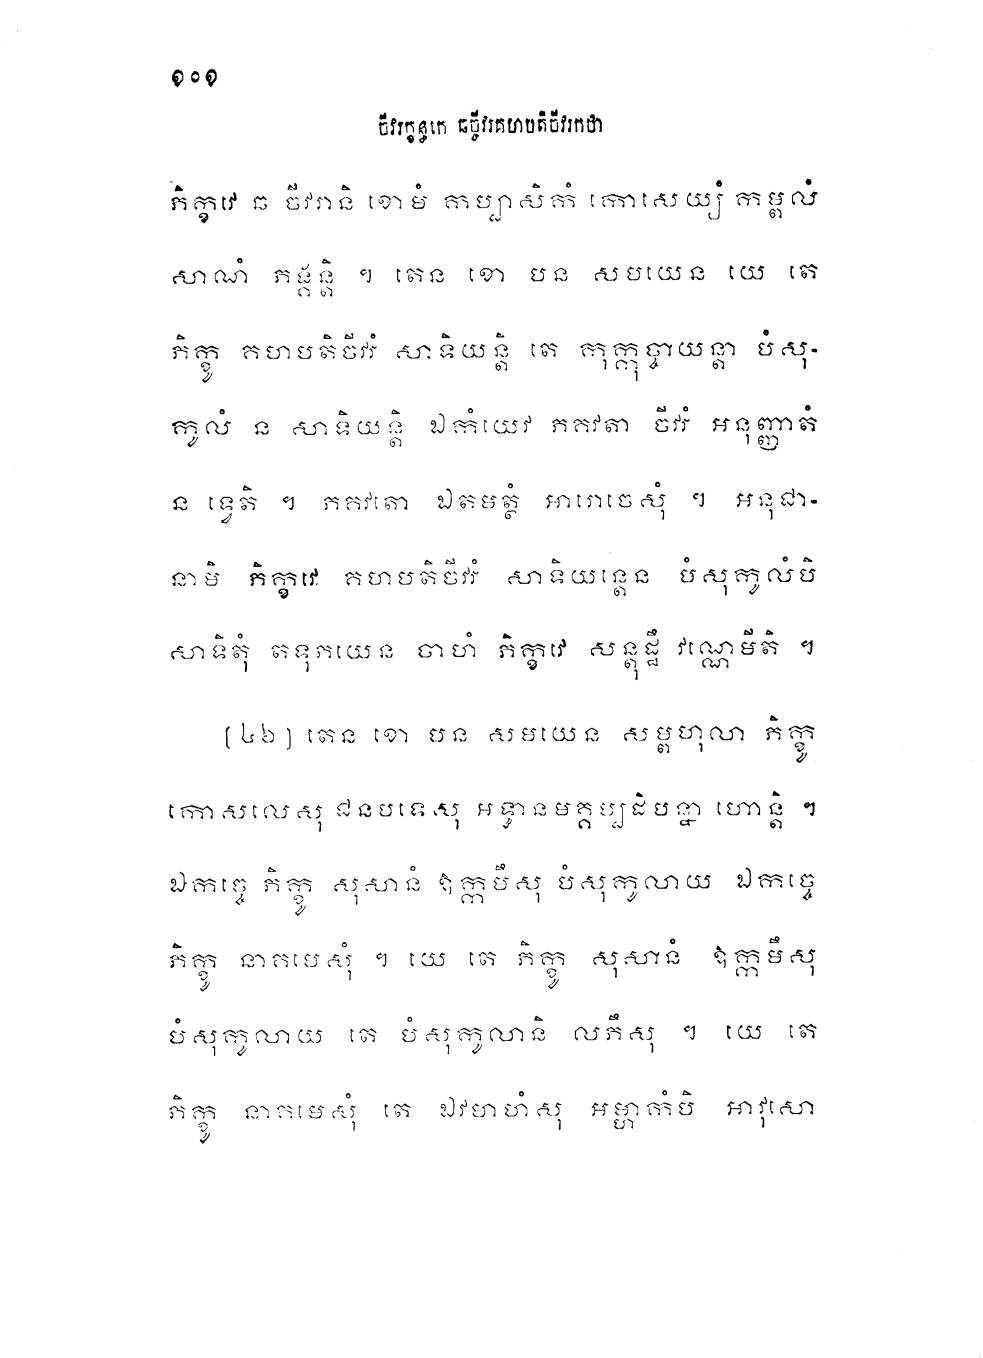 ១០១
ចីវរក្ខន្ធកេ ឆច្ចីវរគហបតិចីវរកថា
ភិក្ខវេ ឆ ចីវរានិ ខោមំ កប្បាសិកំ កោសេយ្យំ កម្ពលំ
សាណំ ភង្គន្តិ ។ តេន ខោ បន សមយេន យេ តេ
ភិក្ខូ គហបតិចីវរំ សាទិយន្តិ តេ កុក្កុច្ចាយន្តា បំសុ-
កូលំ ន សាទិយន្តិ ឯកំយេវ ភគវតា ចីវរំ អនុញ្ញាតំ
ន ទ្វេតិ ។ ភគវតោ ឯតមត្ថំ អារោចេសុំ ។ អនុជា-
នាមិ ភិក្ខវេ គហបតិចីវរំ សាទិយន្តេន បំសុកូលំបិ
សាទិតុំ តទុភយេន ចាហំ ភិក្ខវេ សន្តុដ្ឋឹ វណ្ណេមីតិ ។
(៤៦) តេន ខោ បន សមយេន សម្ពហុលា ភិក្ខូ
កោសលេសុ ជនបទេសុ អទ្ធានមគ្គប្បដិបន្នា ហោន្តិ ។
ឯកច្ចេ ភិក្ខូ សុសានំ ឱក្កមឹសុ បំសុកូលាយ ឯកច្ចេ
ភិក្ខូ នាគមេសុំ ។ យេ តេ ភិក្ខូ សុសានំ ឱក្កមឹសុ
បំសុកូលាយ តេ បំសុកូលានិ លភឹសុ ។ យេ តេ
ភិក្ខូ នាគមេសុំ តេ ឯវមាហំសុ អម្ហាកំបិ អាវុសោ